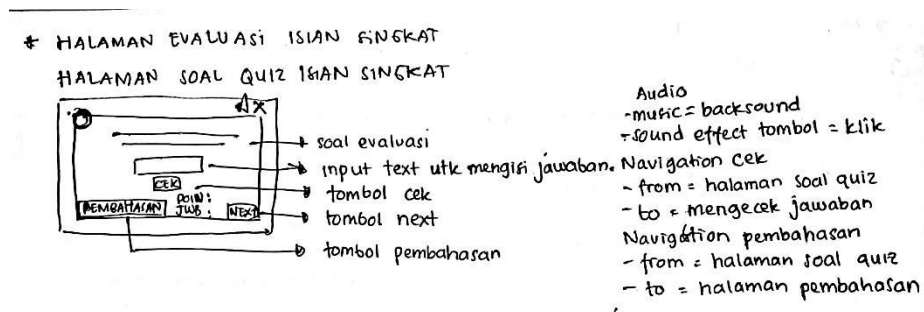 * HALAMAN EVALUASI ISIAN SINGKAT
HALAMAN SOAL QUIZ ISIAN SINGKAT
X
CEK
POIN:
JWB:
PEMBAHASAN
NEXT
soal evaluasi
input text utk mengisi jawaban.
tombol cek
tombol next
tombol pembahasan
Audio
-music = backsound
-sound effect tombol = klik
Navigation cek
- from = halaman soal quiz
- to = mengecek jawaban
Navigation pembahasan
- from = halaman soal quiz
- to = halaman pembahasan